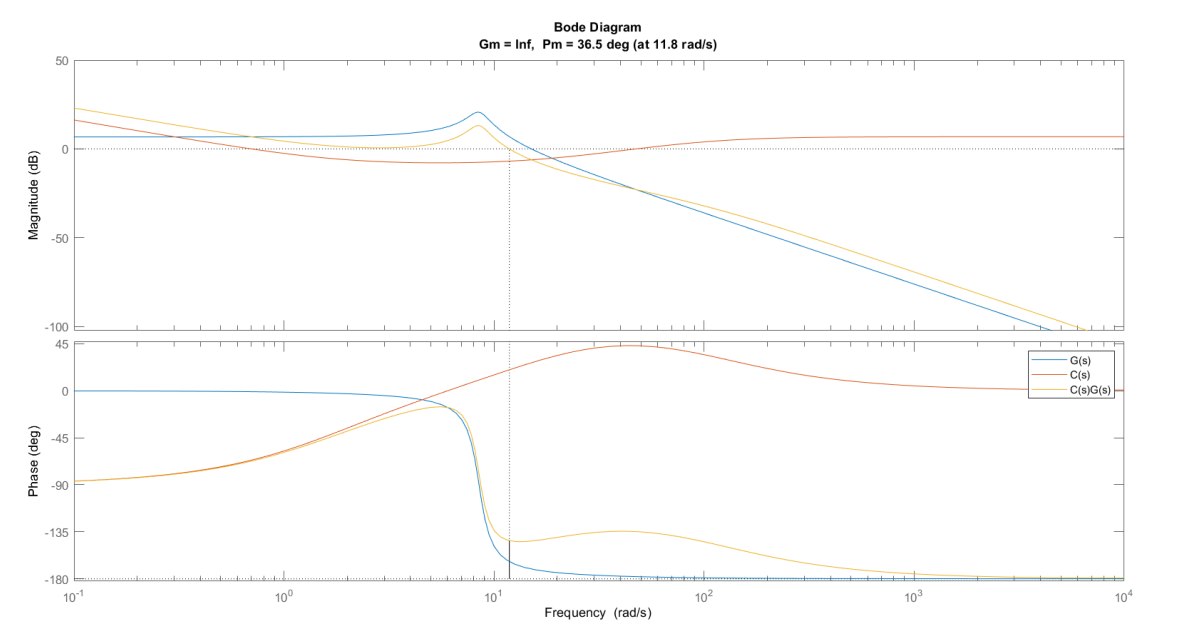 Bode Diagram
Gm = Inf,  Pm = 36.5 deg (at 11.8 rad/s)
50
0
-50
-100
Magnitude (dB)
45
0
-45
-90
-135
-180
Phase (deg)
G(s)
C(s)
C(s)G(s)
10^-1
10^0
10^1
10^2
10^3
10^4
Frequency  (rad/s)